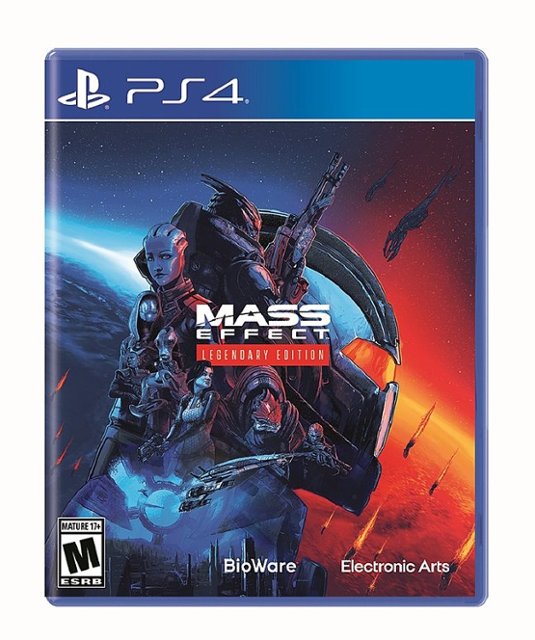 PS4
MASS
EFFECT
LEGENDARY EDITION
MATURE 17+
M
ESRB
BioWare
Electronic Arts